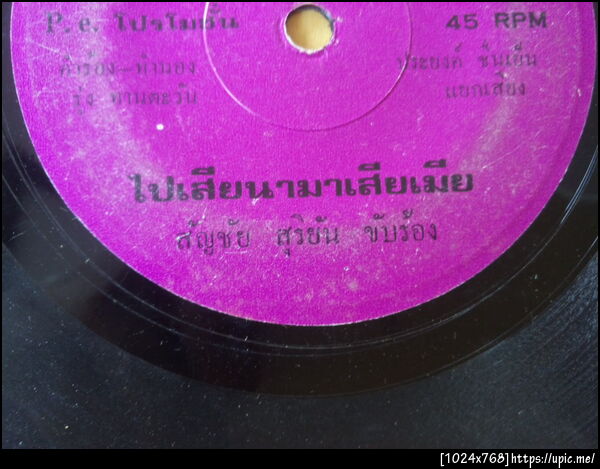 P.e. โปรโมชั่น
45 RPM
คำร้อง-ทำนอง
รุ่ง ทานตะวัน
ประยงค์ ชื่นเย็น
แยกเสียง
ไปเสียนามาเสียเมีย
สัญชัย สุริยัน ขับร้อง
[1024x768]https://upic.me/